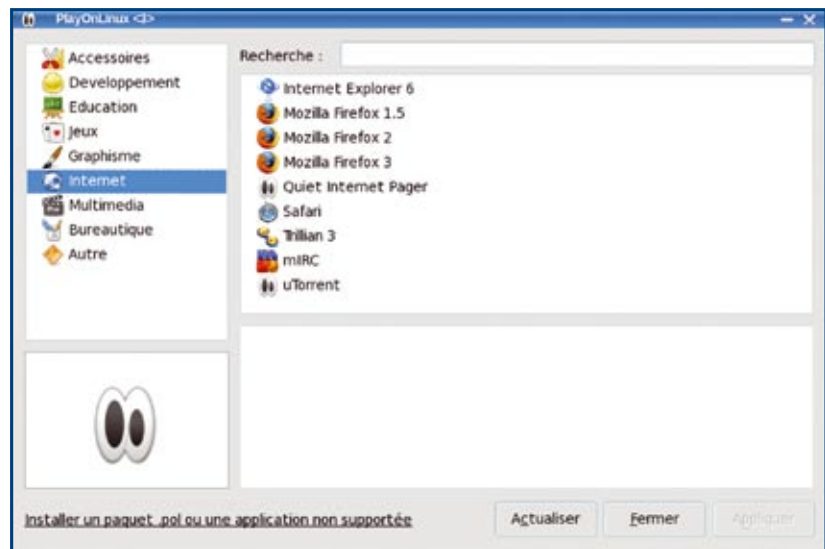 PlayOnLinux <3>
Accessoires
Developpement
Education
Jeux
Graphisme
Internet
Multimedia
Bureautique
Autre
Recherche :
Internet Explorer 6
Mozilla Firefox 1.5
Mozilla Firefox 2
Mozilla Firefox 3
Quiet Internet Pager
Safari
Trillian 3
mIRC
uTorrent
Installer un paquet .pol ou une application non supportée
Actualiser
Fermer
Appliquer